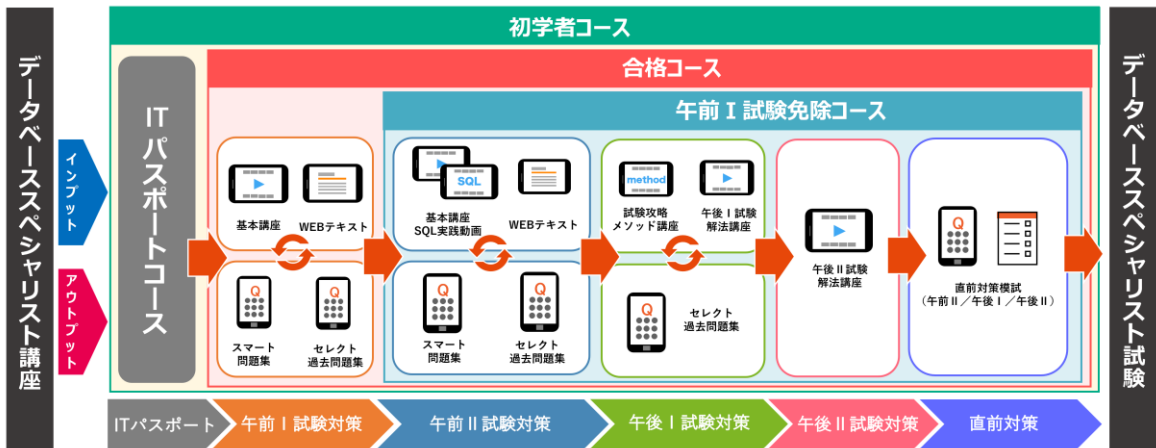 データベーススペシャリスト講座
インプット
アウトプット
初学者コース
ITパスポートコース
合格コース
午前Ⅰ試験免除コース
基本講座
WEBテキスト
Q
スマート
問題集
Q
セレクト
過去問題集
SQL
基本講座
SQL実践動画
WEBテキスト
Q
スマート
問題集
Q
セレクト
過去問題集
method
試験攻略
メソッド講座
午後Ⅰ試験
解法講座
Q
セレクト
過去問題集
午後Ⅱ試験
解法講座
Q
直前対策模試
(午前Ⅱ/午後Ⅰ/午後Ⅱ)
データベーススペシャリスト試験
ITパスポート
午前Ⅰ試験対策
午前Ⅱ試験対策
午後Ⅰ試験対策
午後Ⅱ試験対策
直前対策